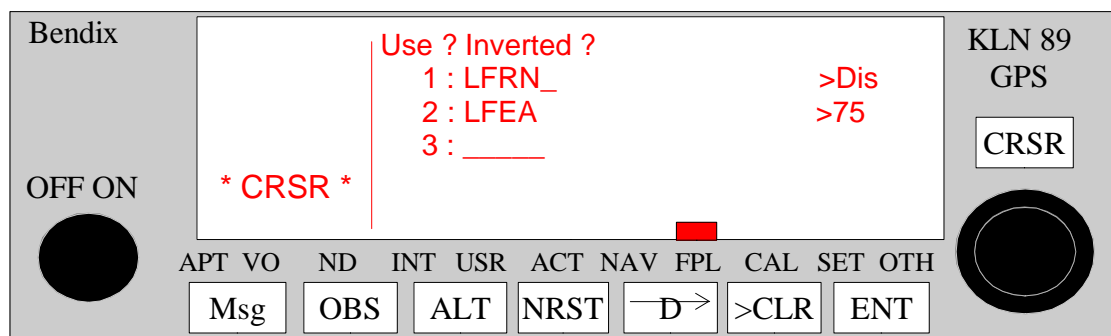 Bendix
KLN 89
GPS
Use ? Inverted ?
1 : LFRN_ >Dis
2 : LFEA >75
3 : _____
* CRSR *
CRSR
OFF ON
APT VO ND INT USR ACT NAV FPL CAL SET OTH
Msg OBS ALT NRST D >CLR ENT